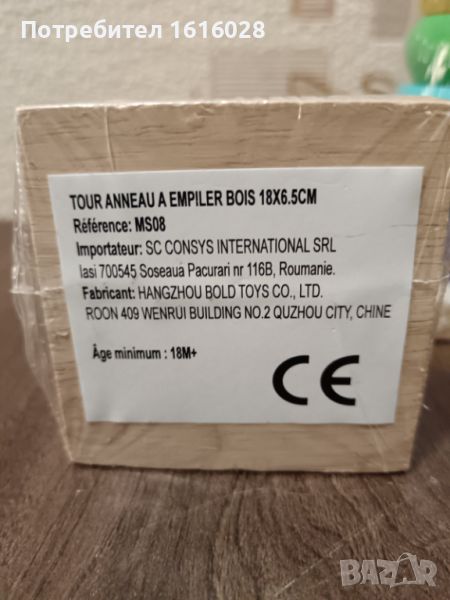 Потребител 1616028
TOUR ANNEAU A EMPILER BOIS 18X6.5CM
Référence: MS08
Importateur: SC CONSYS INTERNATIONAL SRL
Iasi 700545 Soseaua Pacurari nr 116B, Roumanie.
Fabricant: HANGZHOU BOLD TOYS CO., LTD.
ROON 409 WENRUI BUILDING NO.2 QUZHOU CITY, CHINE
Âge minimum : 18M+
CE
BAZAR